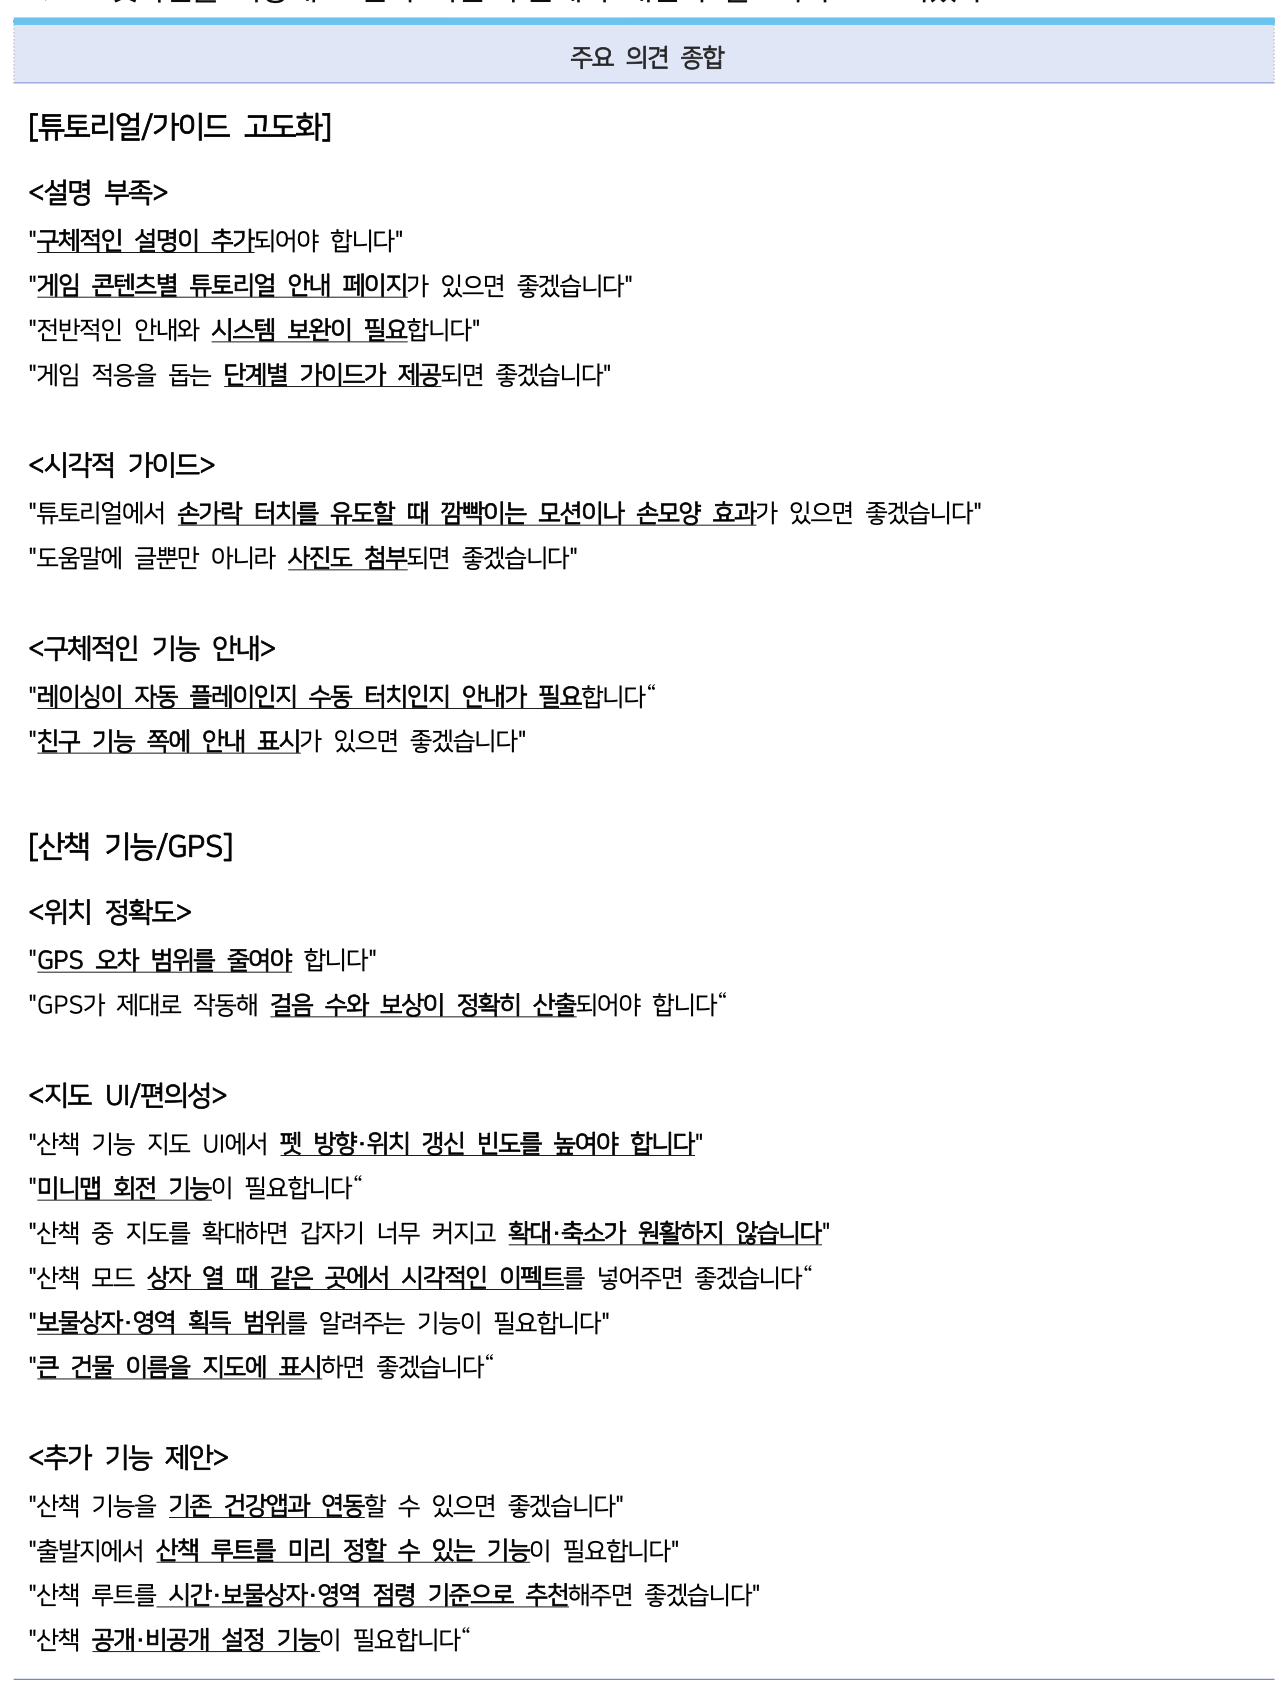 주요 의견 종합
[튜토리얼/가이드 고도화]
<설명 부족>
"구체적인 설명이 추가되어야 합니다"
"게임 콘텐츠별 튜토리얼 안내 페이지가 있으면 좋겠습니다"
"전반적인 안내와 시스템 보완이 필요합니다"
"게임 적응을 돕는 단계별 가이드가 제공되면 좋겠습니다"
<시각적 가이드>
"튜토리얼에서 손가락 터치를 유도할 때 깜빡이는 모션이나 손모양 효과가 있으면 좋겠습니다"
"도움말에 글뿐만 아니라 사진도 첨부되면 좋겠습니다"
<구체적인 기능 안내>
"레이싱이 자동 플레이인지 수동 터치인지 안내가 필요합니다“
"친구 기능 쪽에 안내 표시가 있으면 좋겠습니다"
[산책 기능/GPS]
<위치 정확도>
"GPS 오차 범위를 줄여야 합니다"
"GPS가 제대로 작동해 걸음 수와 보상이 정확히 산출되어야 합니다“
<지도 UI/편의성>
"산책 기능 지도 UI에서 펫 방향·위치 갱신 빈도를 높여야 합니다"
"미니맵 회전 기능이 필요합니다“
"산책 중 지도를 확대하면 갑자기 너무 커지고 확대·축소가 원활하지 않습니다"
"산책 모드 상자 열 때 같은 곳에서 시각적인 이펙트를 넣어주면 좋겠습니다“
"보물상자·영역 획득 범위를 알려주는 기능이 필요합니다"
"큰 건물 이름을 지도에 표시하면 좋겠습니다“
<추가 기능 제안>
"산책 기능을 기존 건강앱과 연동할 수 있으면 좋겠습니다"
"출발지에서 산책 루트를 미리 정할 수 있는 기능이 필요합니다"
"산책 루트를 시간·보물상자·영역 점령 기준으로 추천해주면 좋겠습니다"
"산책 공개·비공개 설정 기능이 필요합니다“